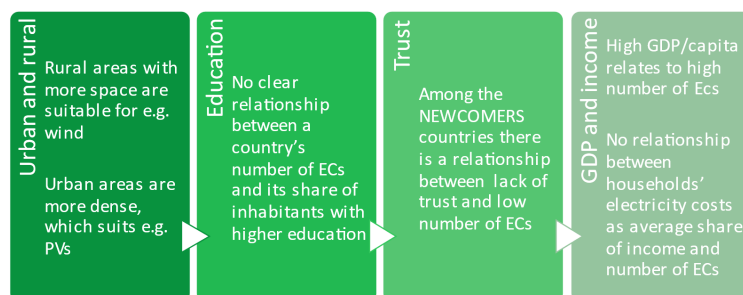 Urban and rural
Rural areas with
more space are
suitable for e.g.
wind
Urban areas are
more dense,
which suits e.g.
PVs
Education
No clear
relationship
between a
country's
number of ECs
and its share of
inhabitants with
higher education
Trust
Among the
NEWCOMERS
countries there
is a relationship
between lack of
trust and low
number of ECs
GDP and income
High GDP/capita
relates to high
number of Ecs
No relationship
between
households'
electricity costs
as average share
of income and
number of ECs